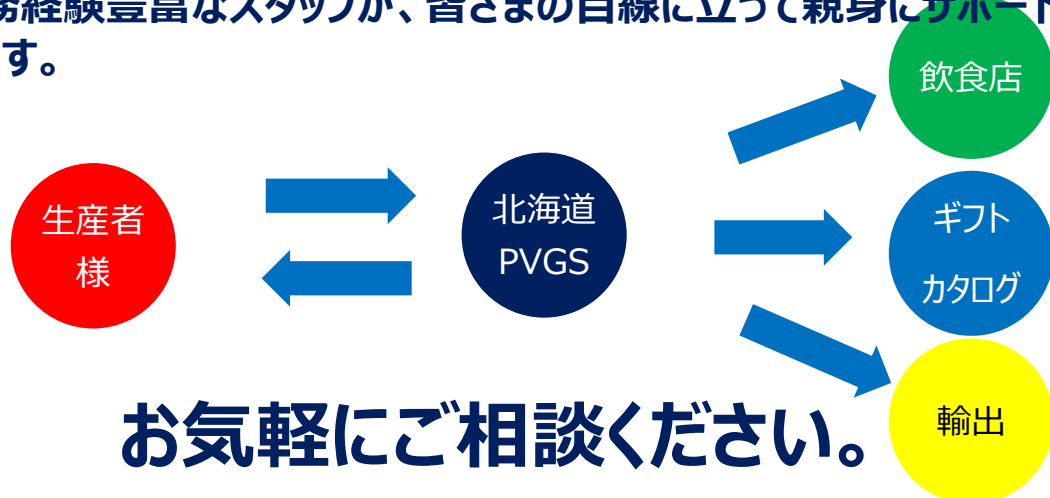 務経験豊富なスタッフが、皆さまの目線に立って親身にサポート
す。
飲食店
生産者
様
北海道
PVGS
ギフト
カタログ
輸出
お気軽にご相談ください。